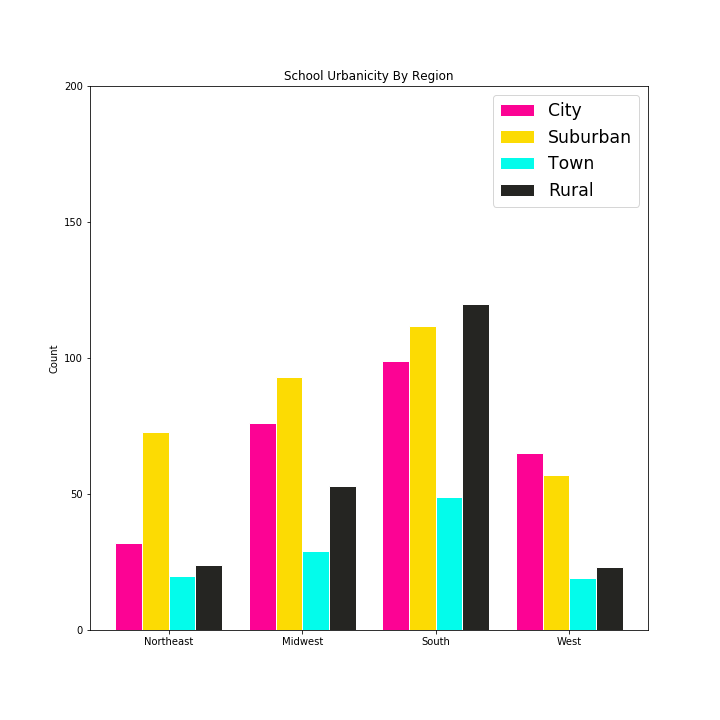 School Urbanicity By Region
200
150
100
50
0
Count
City
Suburban
Town
Rural
Northeast
Midwest
South
West